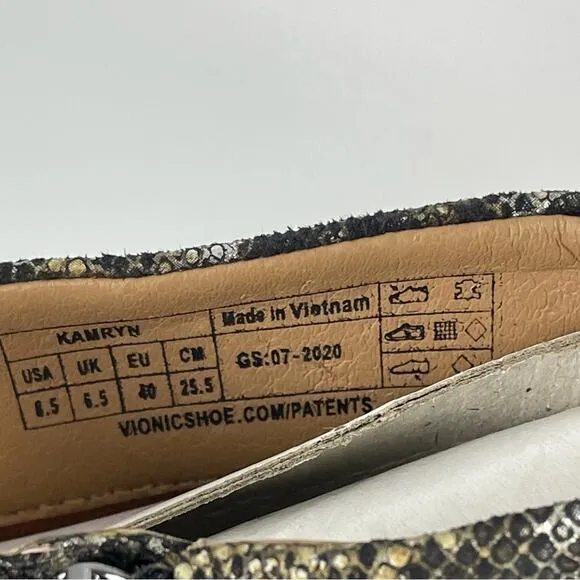 KAMRYN
USA UK EU CM
8.5 6.5 40 25.5
Made in Vietnam
GS:07-2020
VIONICSHOE.COM/PATENTS